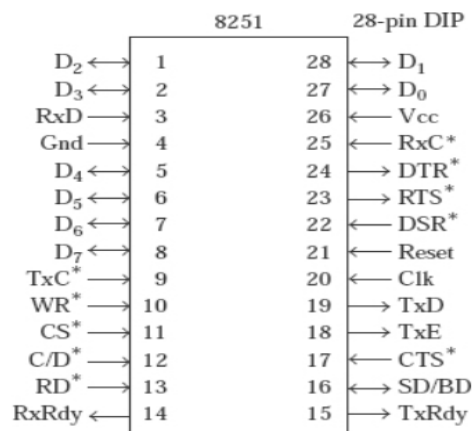 8251 28-pin DIP
D₂ 1 28 D₁
D₃ 2 27 D₀
RxD 3 26 Vcc
Gnd 4 25 RxC*
D₄ 5 24 DTR*
D₅ 6 23 RTS*
D₆ 7 22 DSR*
D₇ 8 21 Reset
TxC* 9 20 Clk
WR* 10 19 TxD
CS* 11 18 TxE
C/D* 12 17 CTS*
RD* 13 16 SD/BD
RxRdy 14 15 TxRdy